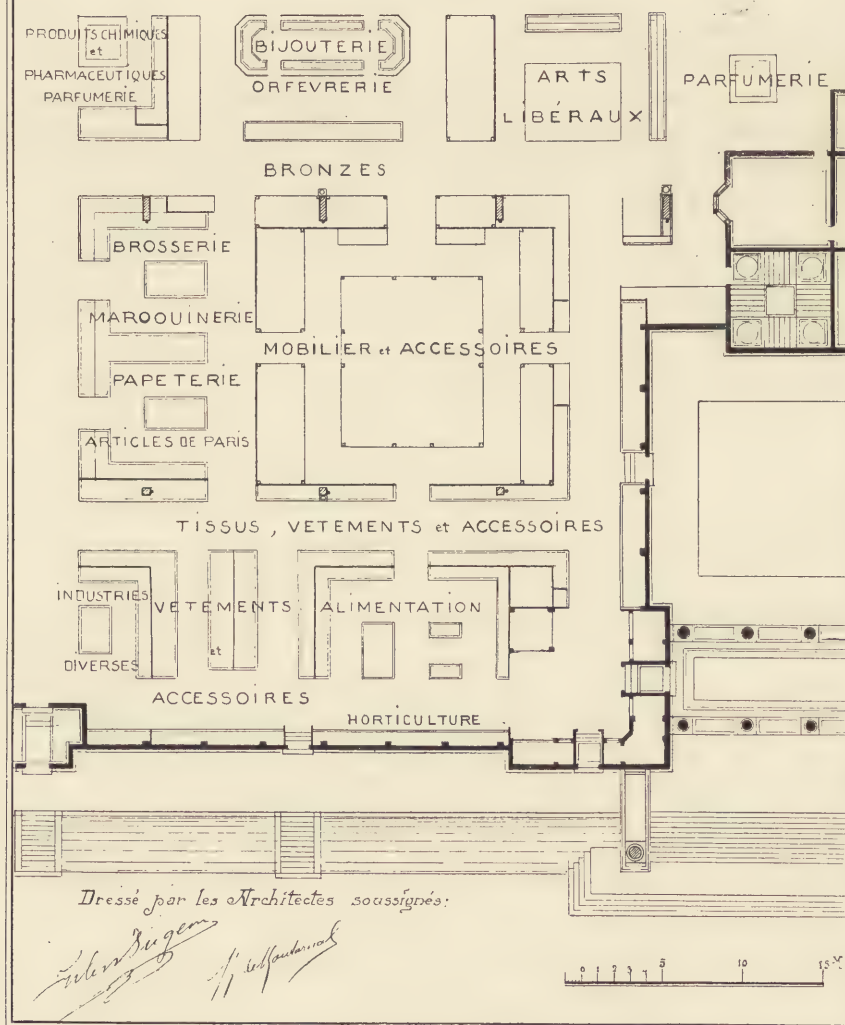 PRODUITS CHIMIQUES
et
PHARMACEUTIQUES
PARFUMERIE
BIJOUTERIE
ORFEVRERIE
ARTS
LIBÉRAUX
PARFUMERIE
BRONZES
BROSSERIE
MAROQUINERIE
MOBILIER et ACCESSOIRES
PAPETERIE
ARTICLES DE PARIS
TISSUS, VETEMENTS et ACCESSOIRES
INDUSTRIES
DIVERSES
VETEMENTS
et
ACCESSOIRES
ALIMENTATION
HORTICULTURE
Dressé par les Architectes soussignés:
0 1 2 3 4 5 10 15 M